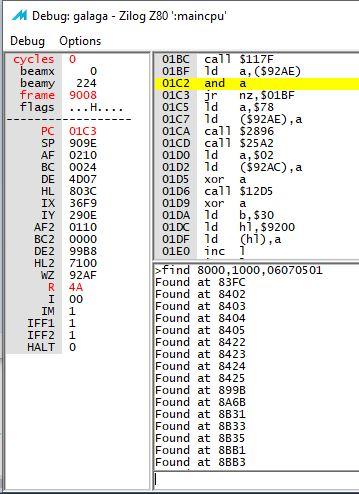 Debug: galaga - Zilog Z80 ':maincpu'
Debug Options
cycles 0
beamx 0
beamy 224
frame 9008
flags ...H....
PC 01C3
SP 909E
AF 0210
BC 0024
DE 4D07
HL 803C
IX 36F9
IY 290E
AF2 0110
BC2 0000
DE2 99B8
HL2 7100
WZ 92AF
R 4A
I 00
IM 1
IFF1 1
IFF2 1
HALT 0
01BC call $117F
01BF ld a,($92AE)
01C2 and a
01C3 jr nz,$01BF
01C5 ld a,$78
01C7 ld ($92AE),a
01CA call $2896
01CD call $25A2
01D0 ld a,$02
01D2 ld ($92AC),a
01D5 xor a
01D6 call $12D5
01D9 xor a
01DA ld b,$30
01DC ld hl,$9200
01DF ld (hl),a
01E0 inc l
>find 8000,1000,06070501
Found at 83FC
Found at 8402
Found at 8403
Found at 8404
Found at 8405
Found at 8422
Found at 8423
Found at 8424
Found at 8425
Found at 899B
Found at 8A6B
Found at 8B31
Found at 8B33
Found at 8B35
Found at 8BB1
Found at 8BB3